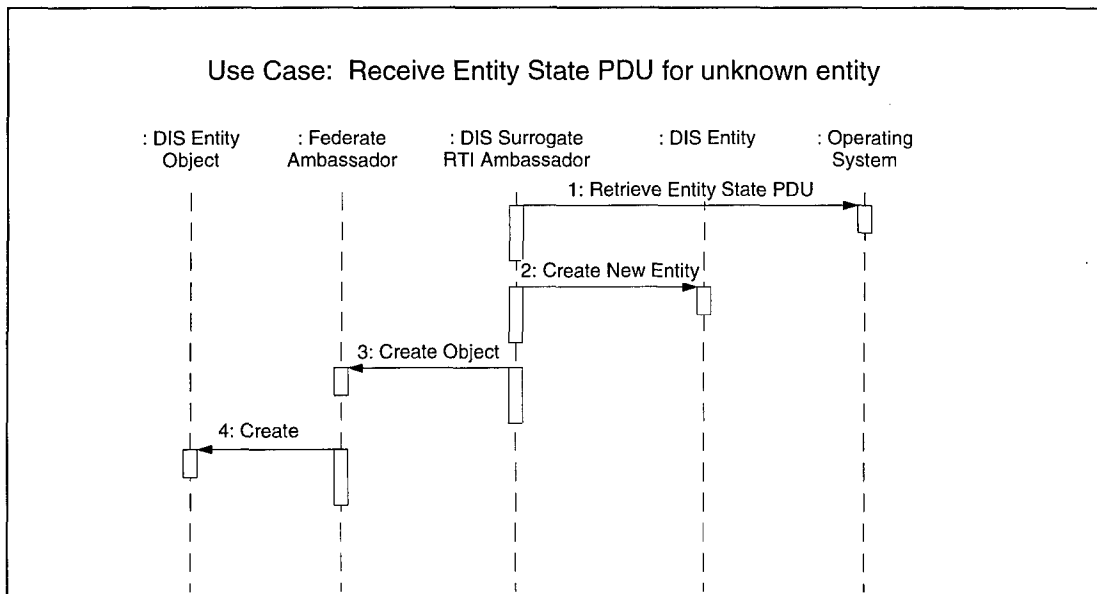 Use Case: Receive Entity State PDU for unknown entity
: DIS Entity
Object
: Federate
Ambassador
: DIS Surrogate
RTI Ambassador
: DIS Entity
: Operating
System
1: Retrieve Entity State PDU
2: Create New Entity
3: Create Object
4: Create